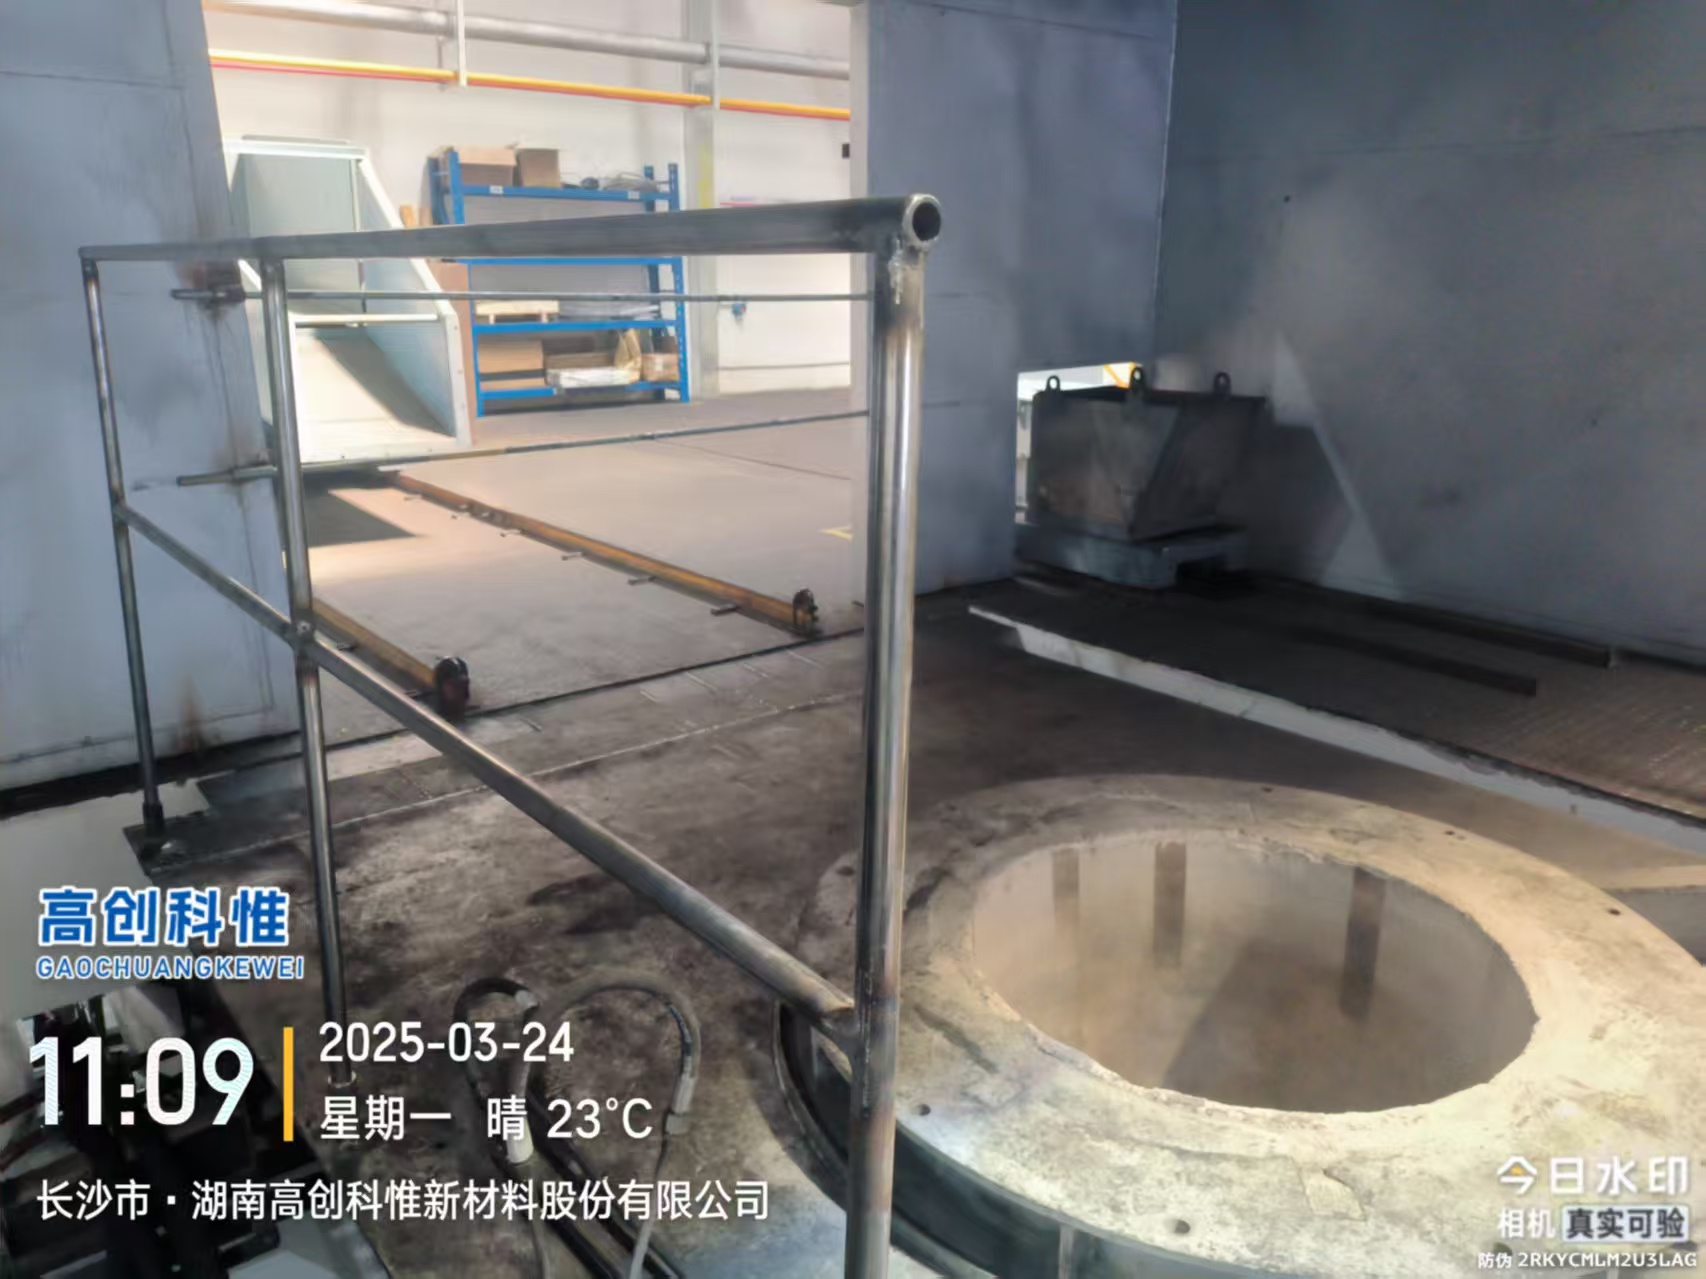 高创科惟
GAOCHUANGKEWEI
11:09
2025-03-24
星期一 晴 23°C
长沙市·湖南高创科惟新材料股份有限公司
今日水印
相机 真实可验
防伪 2RKYCMLM2U3LAG